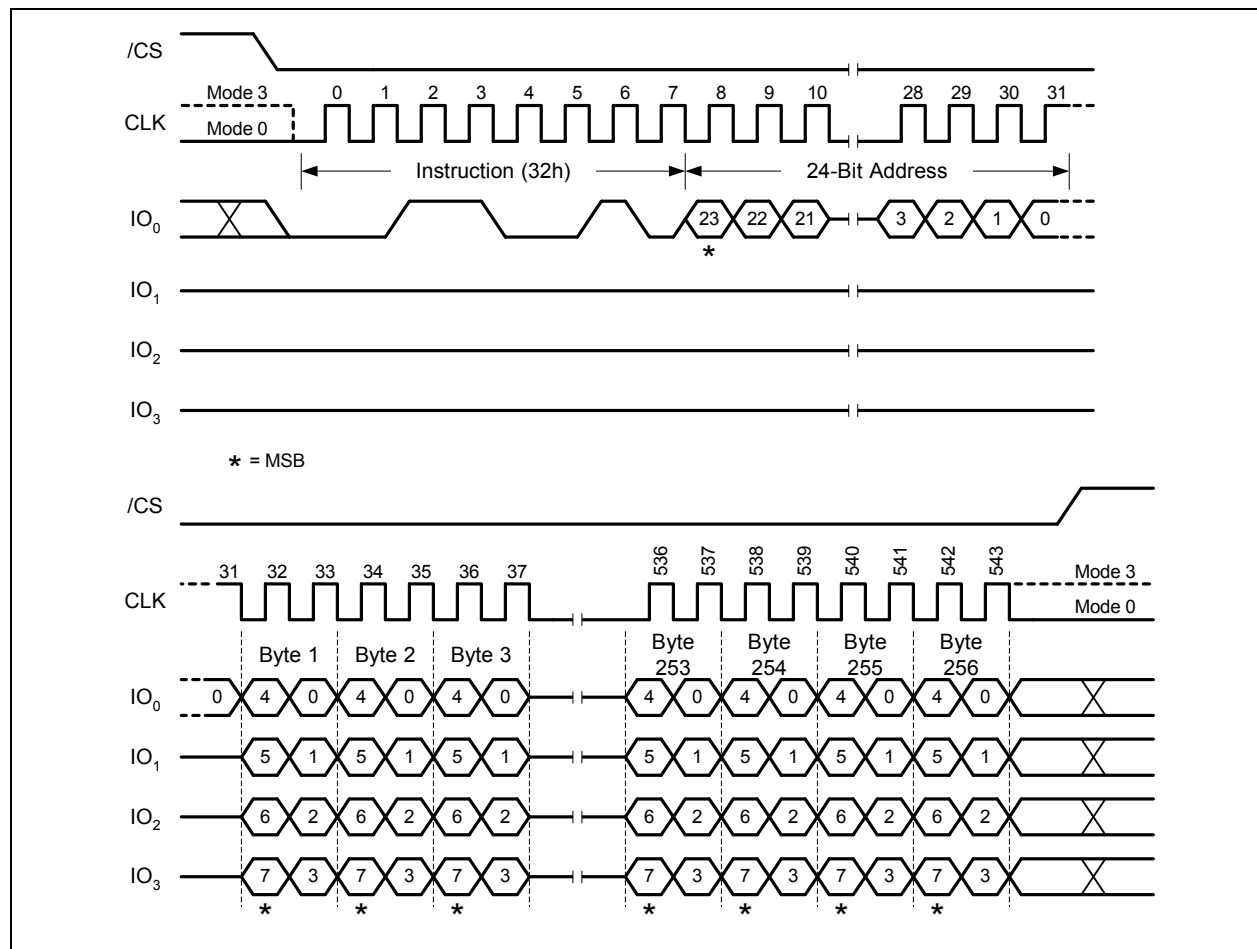 /CS
Mode 3 0 1 2 3 4 5 6 7 8 9 10 28 29 30 31
CLK
Mode 0
Instruction (32h) 24-Bit Address
IO0 23 22 21 3 2 1 0
*
IO1
IO2
IO3
* = MSB
/CS
31 32 33 34 35 36 37 536 537 538 539 540 541 542 543 Mode 3
CLK
Mode 0
Byte 1 Byte 2 Byte 3 Byte 253 Byte 254 Byte 255 Byte 256
IO0 0 4 0 4 0 4 0 4 0 4 0 4 0 4 0
IO1 5 1 5 1 5 1 5 1 5 1 5 1 5 1
IO2 6 2 6 2 6 2 6 2 6 2 6 2 6 2
IO3 7 3 7 3 7 3 7 3 7 3 7 3 7 3
* * * * * * *